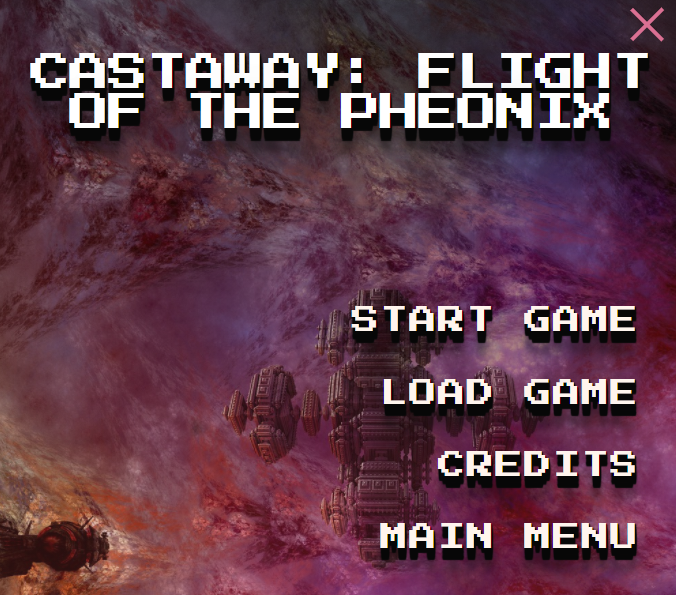 CASTAWAY: FLIGHT
OF THE PHEONIX
START GAME
LOAD GAME
CREDITS
MAIN MENU